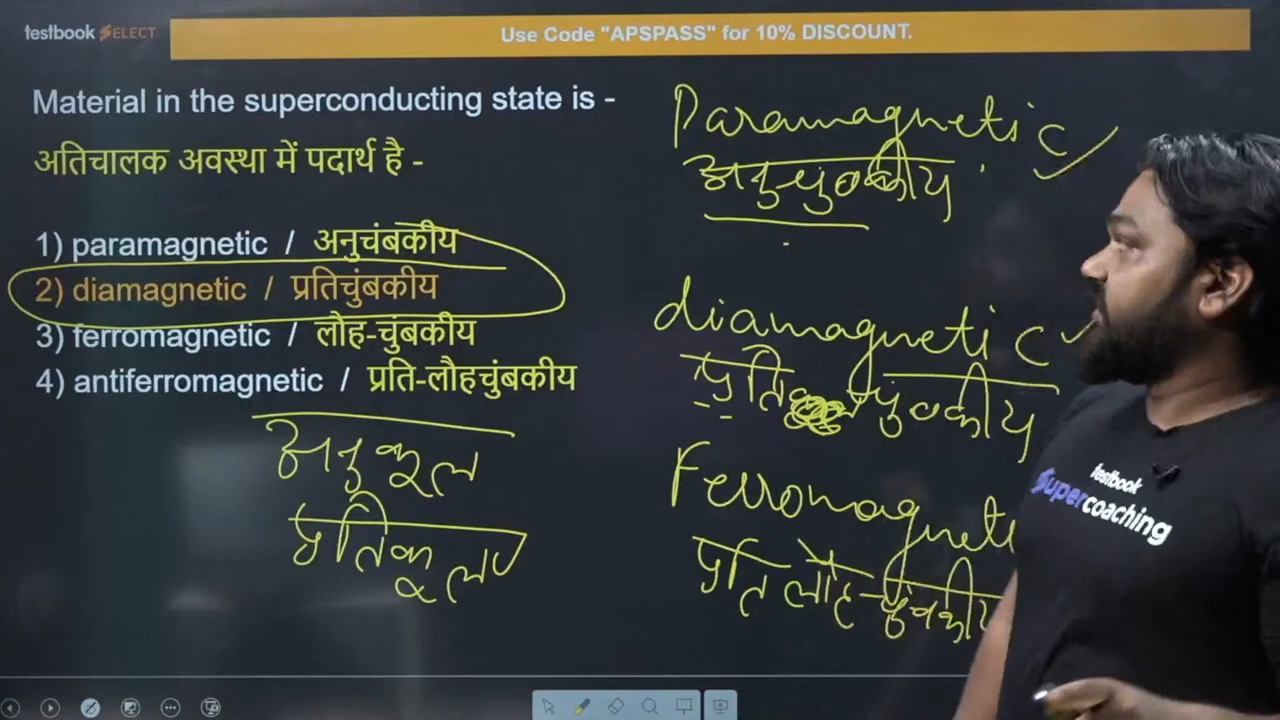 testbook SELECT
Use Code "APSPASS" for 10% DISCOUNT.
Material in the superconducting state is -
अतिचालक अवस्था में पदार्थ है -
1) paramagnetic / अनुचंबकीय
2) diamagnetic / प्रतिचुंबकीय
3) ferromagnetic / लौह-चुंबकीय
4) antiferromagnetic / प्रति-लौहचुंबकीय
अनुकूल
प्रतिकूल
Paramagnetic
अनुचुंबकीय
diamagnetic
प्रति चुंबकीय
Ferromagneti
प्रति लौह-चुंबकीय
testbook
Supercoaching